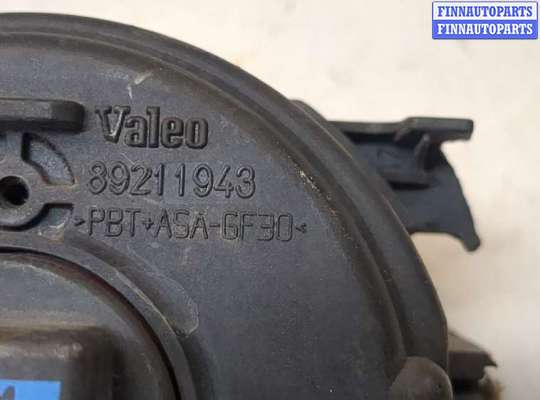 FINNAUTOPARTS
FINNAUTOPARTS
Valeo
89211943
>PBT+ASA-GF30<